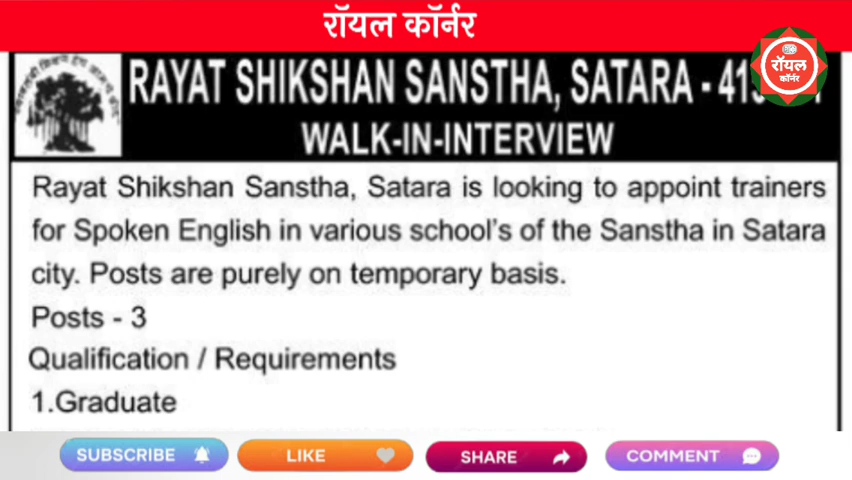 रॉयल कॉर्नर
रॉयल
कॉर्नर
RAYAT SHIKSHAN SANSTHA, SATARA -
WALK-IN-INTERVIEW
Rayat Shikshan Sanstha, Satara is looking to appoint trainers
for Spoken English in various school's of the Sanstha in Satara
city. Posts are purely on temporary basis.
Posts - 3
Qualification / Requirements
1.Graduate
SUBSCRIBE
LIKE
SHARE
COMMENT